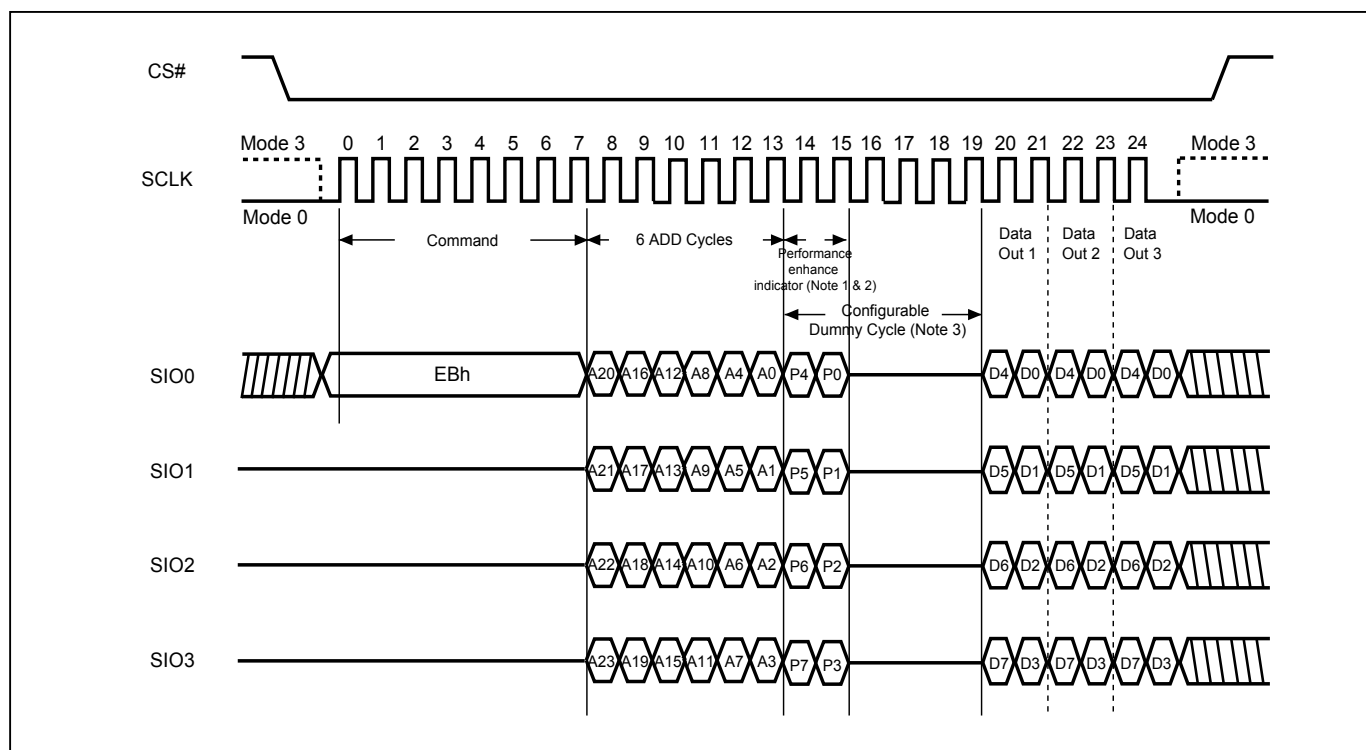 CS#
Mode 3 0 1 2 3 4 5 6 7 8 9 10 11 12 13 14 15 16 17 18 19 20 21 22 23 24 Mode 3
SCLK
Mode 0 Mode 0
Command 6 ADD Cycles Data Out 1 Data Out 2 Data Out 3
Performance
enhance
indicator (Note 1 & 2)
Configurable
Dummy Cycle (Note 3)
SIO0 EBh A20 A16 A12 A8 A4 A0 P4 P0 D4 D0 D4 D0 D4 D0
SIO1 A21 A17 A13 A9 A5 A1 P5 P1 D5 D1 D5 D1 D5 D1
SIO2 A22 A18 A14 A10 A6 A2 P6 P2 D6 D2 D6 D2 D6 D2
SIO3 A23 A19 A15 A11 A7 A3 P7 P3 D7 D3 D7 D3 D7 D3